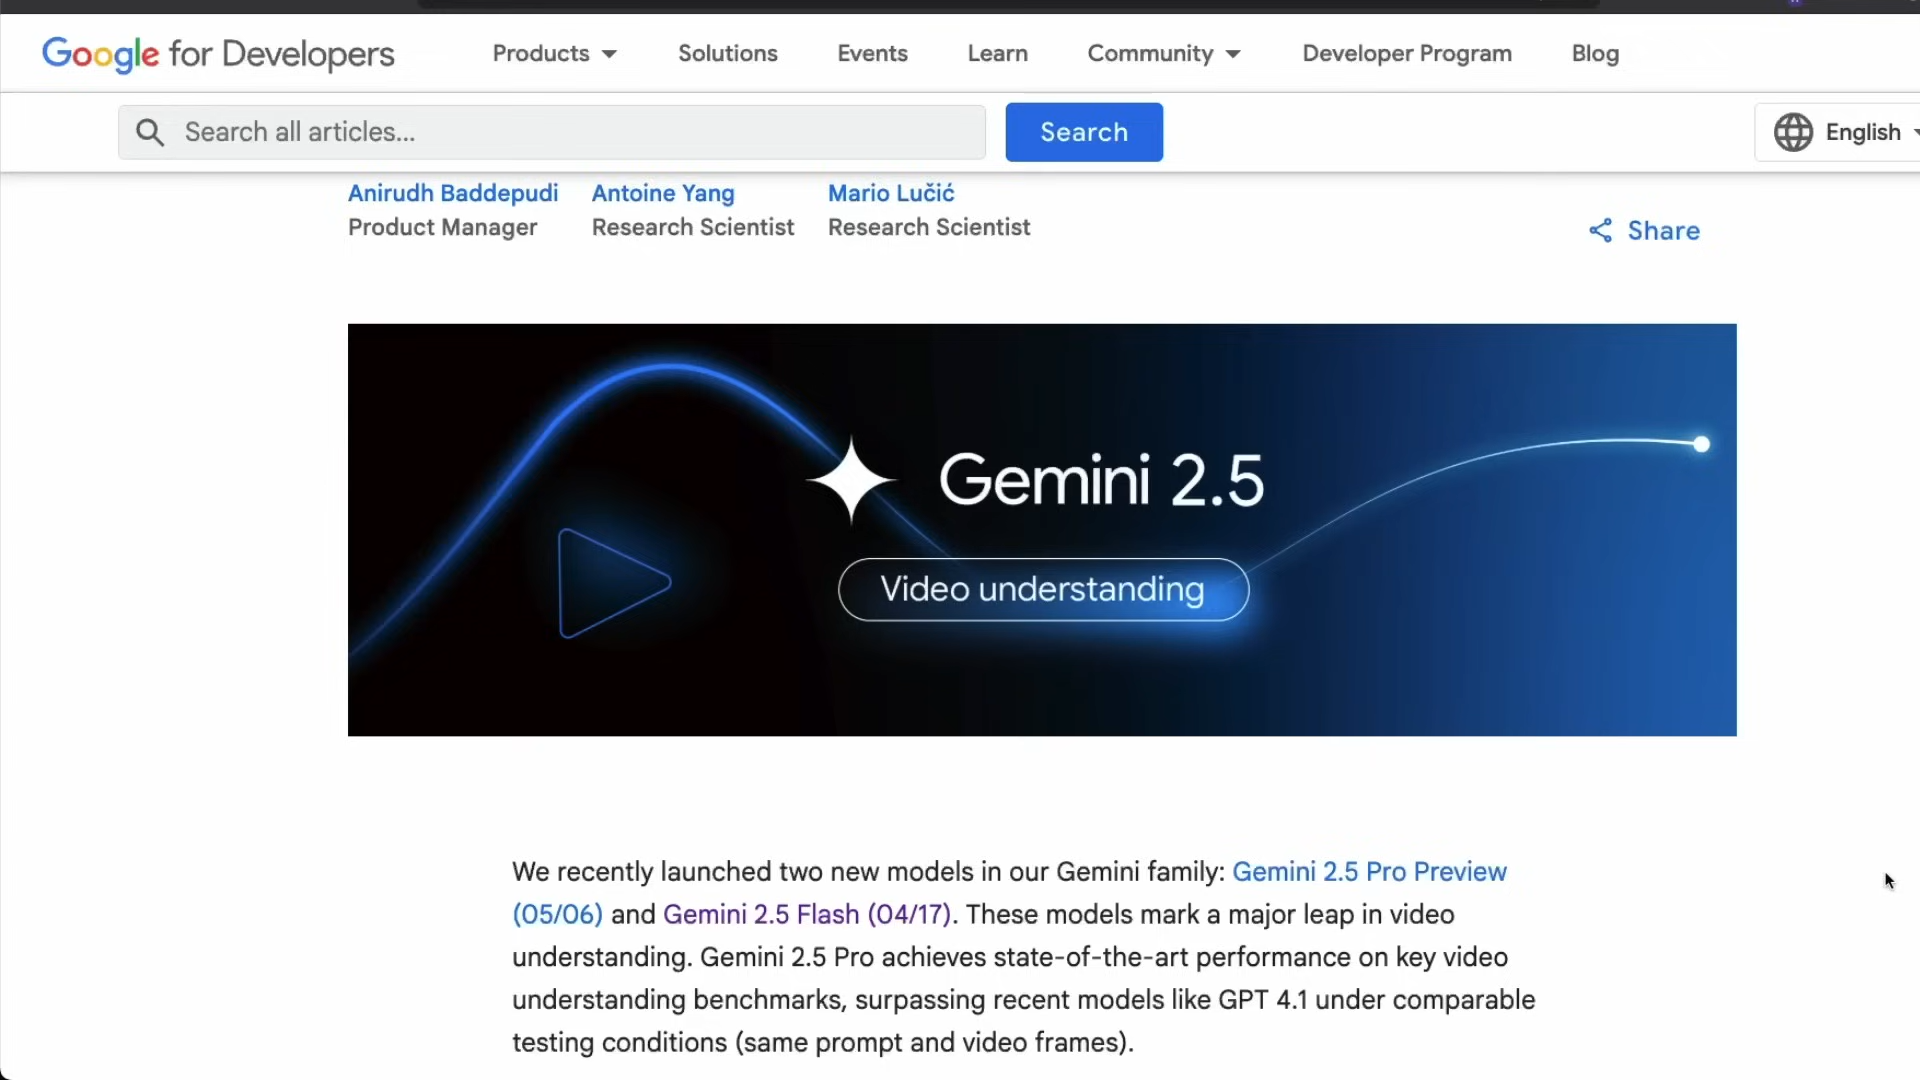 Google for Developers Products Solutions Events Learn Community Developer Program Blog
Search all articles... Search English
Anirudh Baddepudi Antoine Yang Mario Lučić
Product Manager Research Scientist Research Scientist
Share
Gemini 2.5
Video understanding
We recently launched two new models in our Gemini family: Gemini 2.5 Pro Preview
(05/06) and Gemini 2.5 Flash (04/17). These models mark a major leap in video
understanding. Gemini 2.5 Pro achieves state-of-the-art performance on key video
understanding benchmarks, surpassing recent models like GPT 4.1 under comparable
testing conditions (same prompt and video frames).